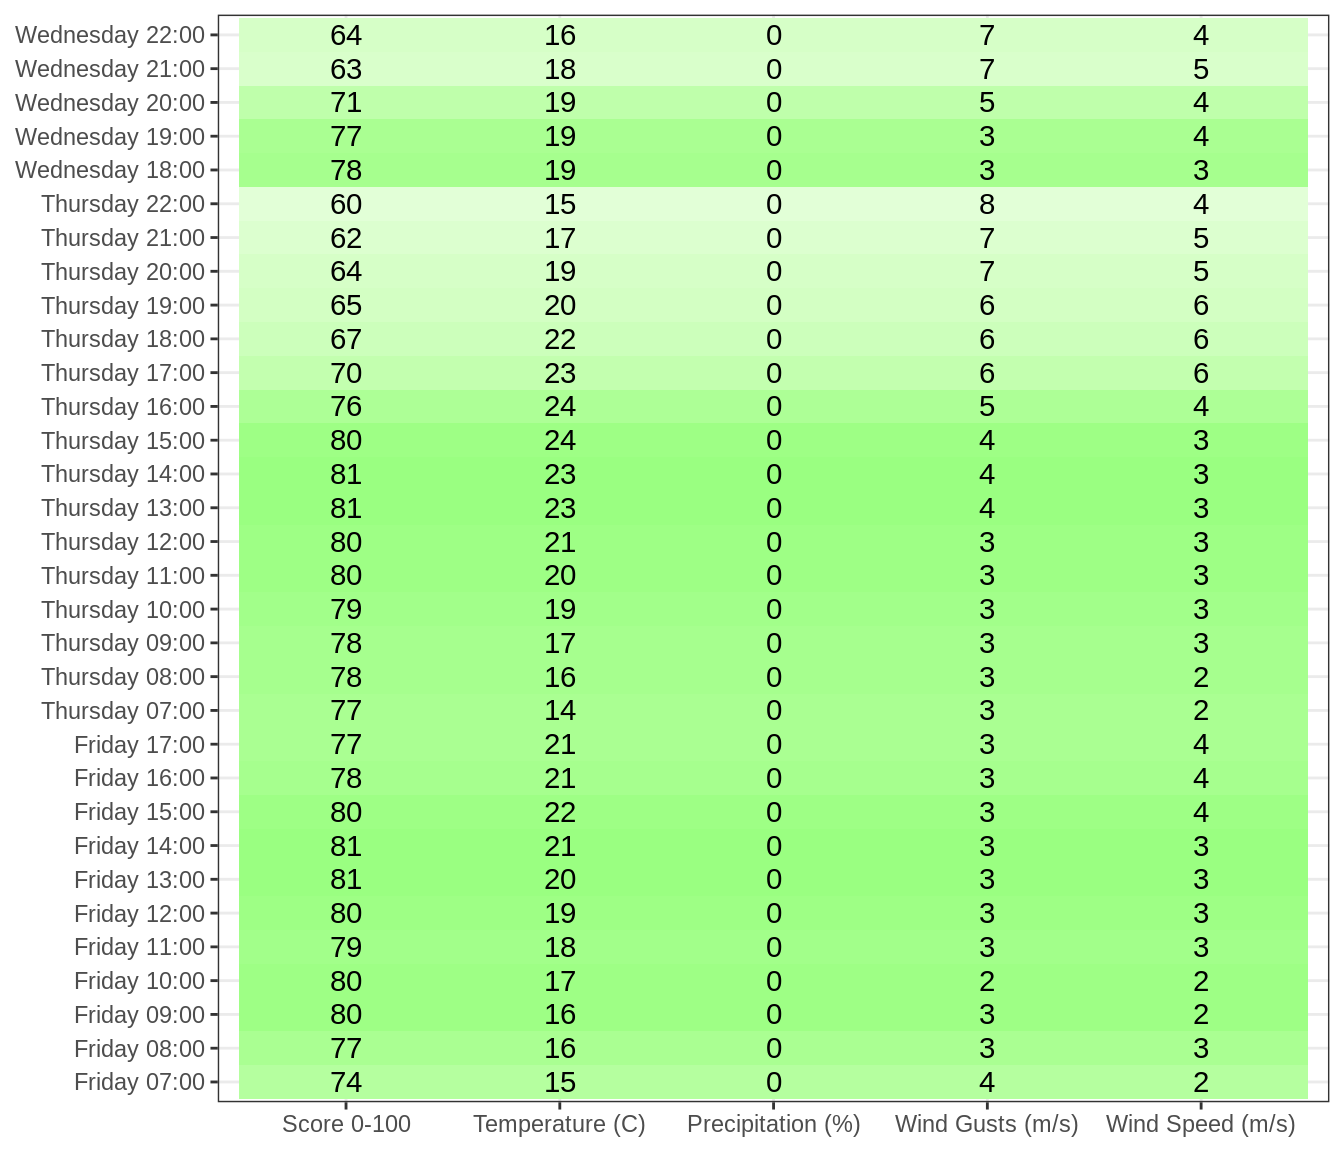 Wednesday 22:00 64 16 0 7 4
Wednesday 21:00 63 18 0 7 5
Wednesday 20:00 71 19 0 5 4
Wednesday 19:00 77 19 0 3 4
Wednesday 18:00 78 19 0 3 3
Thursday 22:00 60 15 0 8 4
Thursday 21:00 62 17 0 7 5
Thursday 20:00 64 19 0 7 5
Thursday 19:00 65 20 0 6 6
Thursday 18:00 67 22 0 6 6
Thursday 17:00 70 23 0 6 6
Thursday 16:00 76 24 0 5 4
Thursday 15:00 80 24 0 4 3
Thursday 14:00 81 23 0 4 3
Thursday 13:00 81 23 0 4 3
Thursday 12:00 80 21 0 3 3
Thursday 11:00 80 20 0 3 3
Thursday 10:00 79 19 0 3 3
Thursday 09:00 78 17 0 3 3
Thursday 08:00 78 16 0 3 2
Thursday 07:00 77 14 0 3 2
Friday 17:00 77 21 0 3 4
Friday 16:00 78 21 0 3 4
Friday 15:00 80 22 0 3 4
Friday 14:00 81 21 0 3 3
Friday 13:00 81 20 0 3 3
Friday 12:00 80 19 0 3 3
Friday 11:00 79 18 0 3 3
Friday 10:00 80 17 0 2 2
Friday 09:00 80 16 0 3 2
Friday 08:00 77 16 0 3 3
Friday 07:00 74 15 0 4 2
Score 0-100 Temperature (C) Precipitation (%) Wind Gusts (m/s) Wind Speed (m/s)